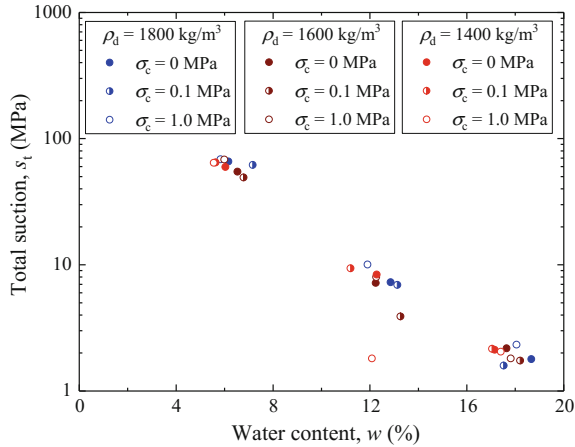 1000
100
10
1
Total suction, sₜ (MPa)
ρd = 1800 kg/m³
σc = 0 MPa
σc = 0.1 MPa
σc = 1.0 MPa
ρd = 1600 kg/m³
σc = 0 MPa
σc = 0.1 MPa
σc = 1.0 MPa
ρd = 1400 kg/m³
σc = 0 MPa
σc = 0.1 MPa
σc = 1.0 MPa
0 4 8 12 16 20
Water content, w (%)